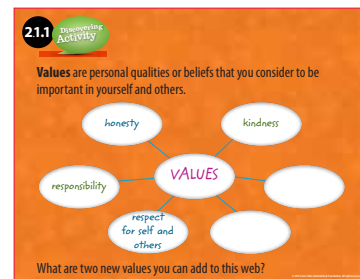 2.1.1
Discovering
Activity
Values are personal qualities or beliefs that you consider to be
important in yourself and others.
honesty
kindness
VALUES
responsibility
respect
for self and
others
What are two new values you can add to this web?